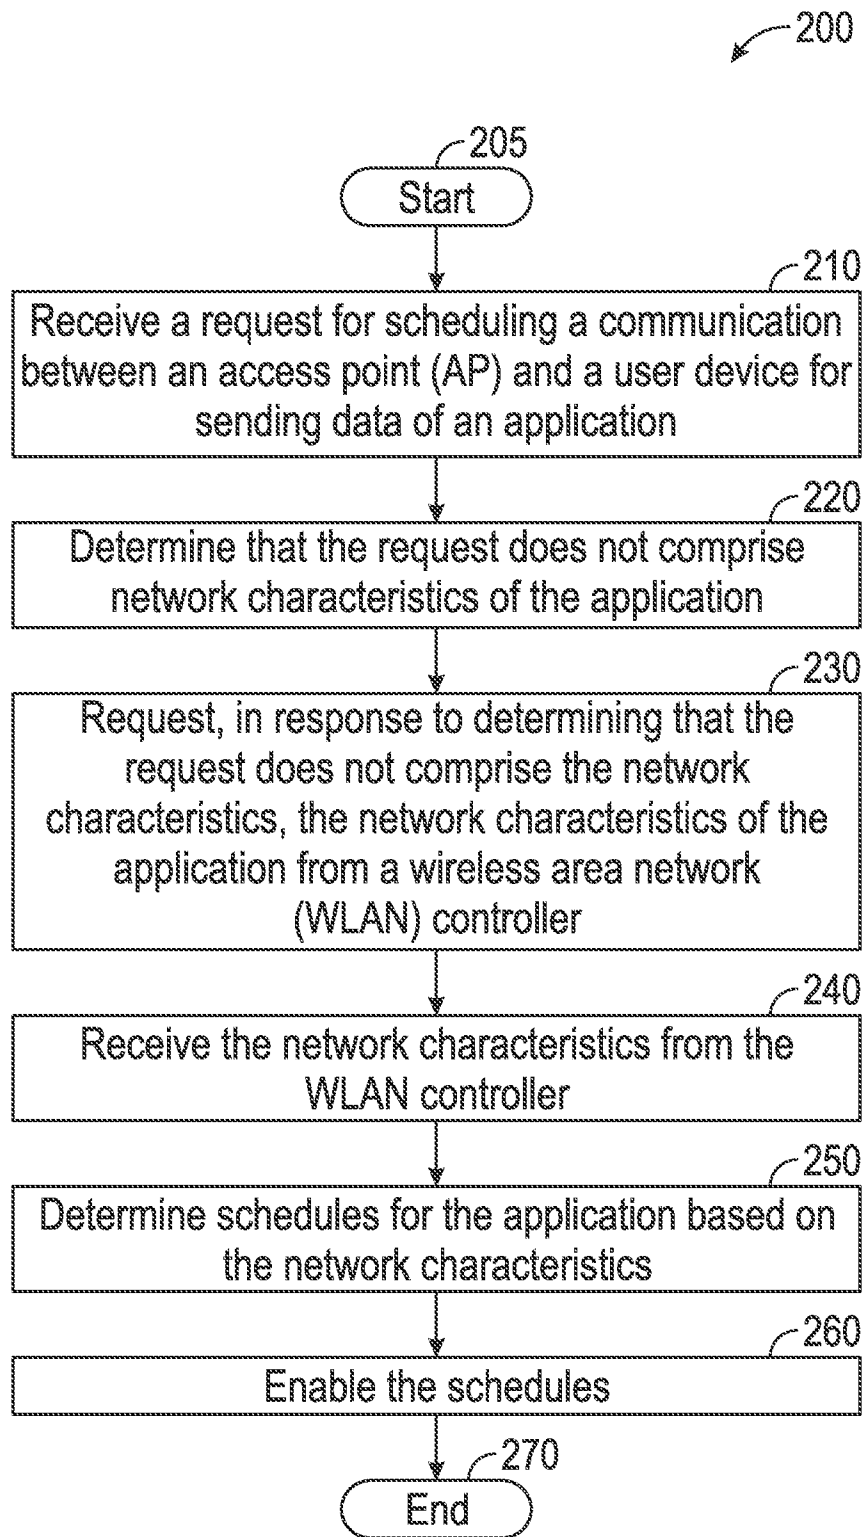 200
205
Start
210
Receive a request for scheduling a communication
between an access point (AP) and a user device for
sending data of an application
220
Determine that the request does not comprise
network characteristics of the application
230
Request, in response to determining that the
request does not comprise the network
characteristics, the network characteristics of the
application from a wireless area network
(WLAN) controller
240
Receive the network characteristics from the
WLAN controller
250
Determine schedules for the application based on
the network characteristics
260
Enable the schedules
270
End